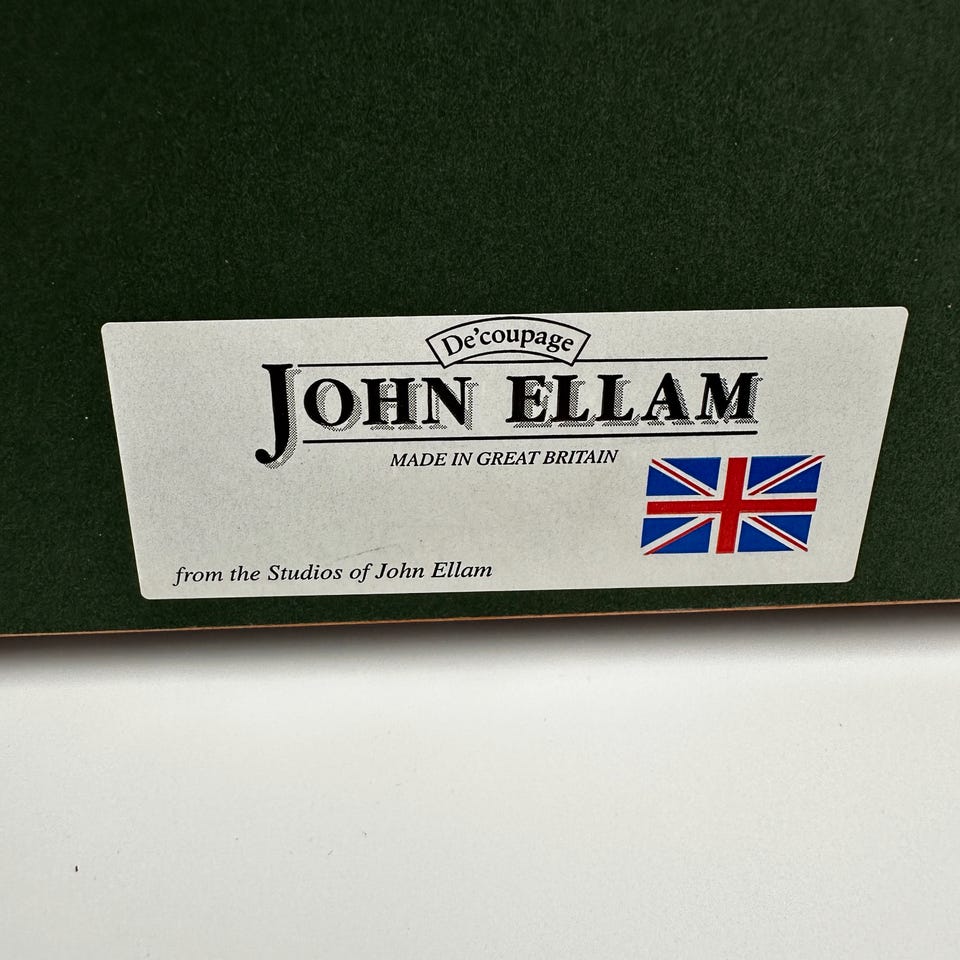 De'coupage
JOHN ELLAM
MADE IN GREAT BRITAIN
from the Studios of John Ellam